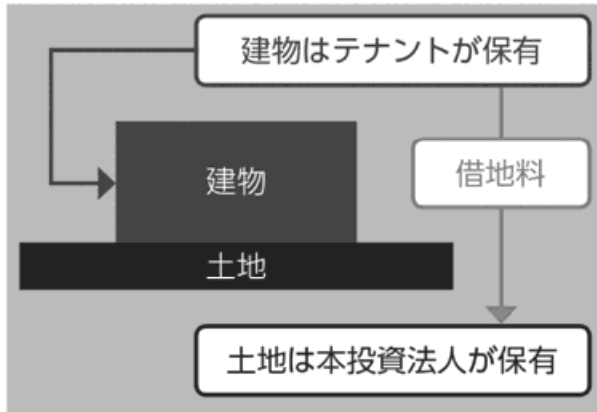 建物はテナントが保有
借地料
建物
土地
土地は本投資法人が保有